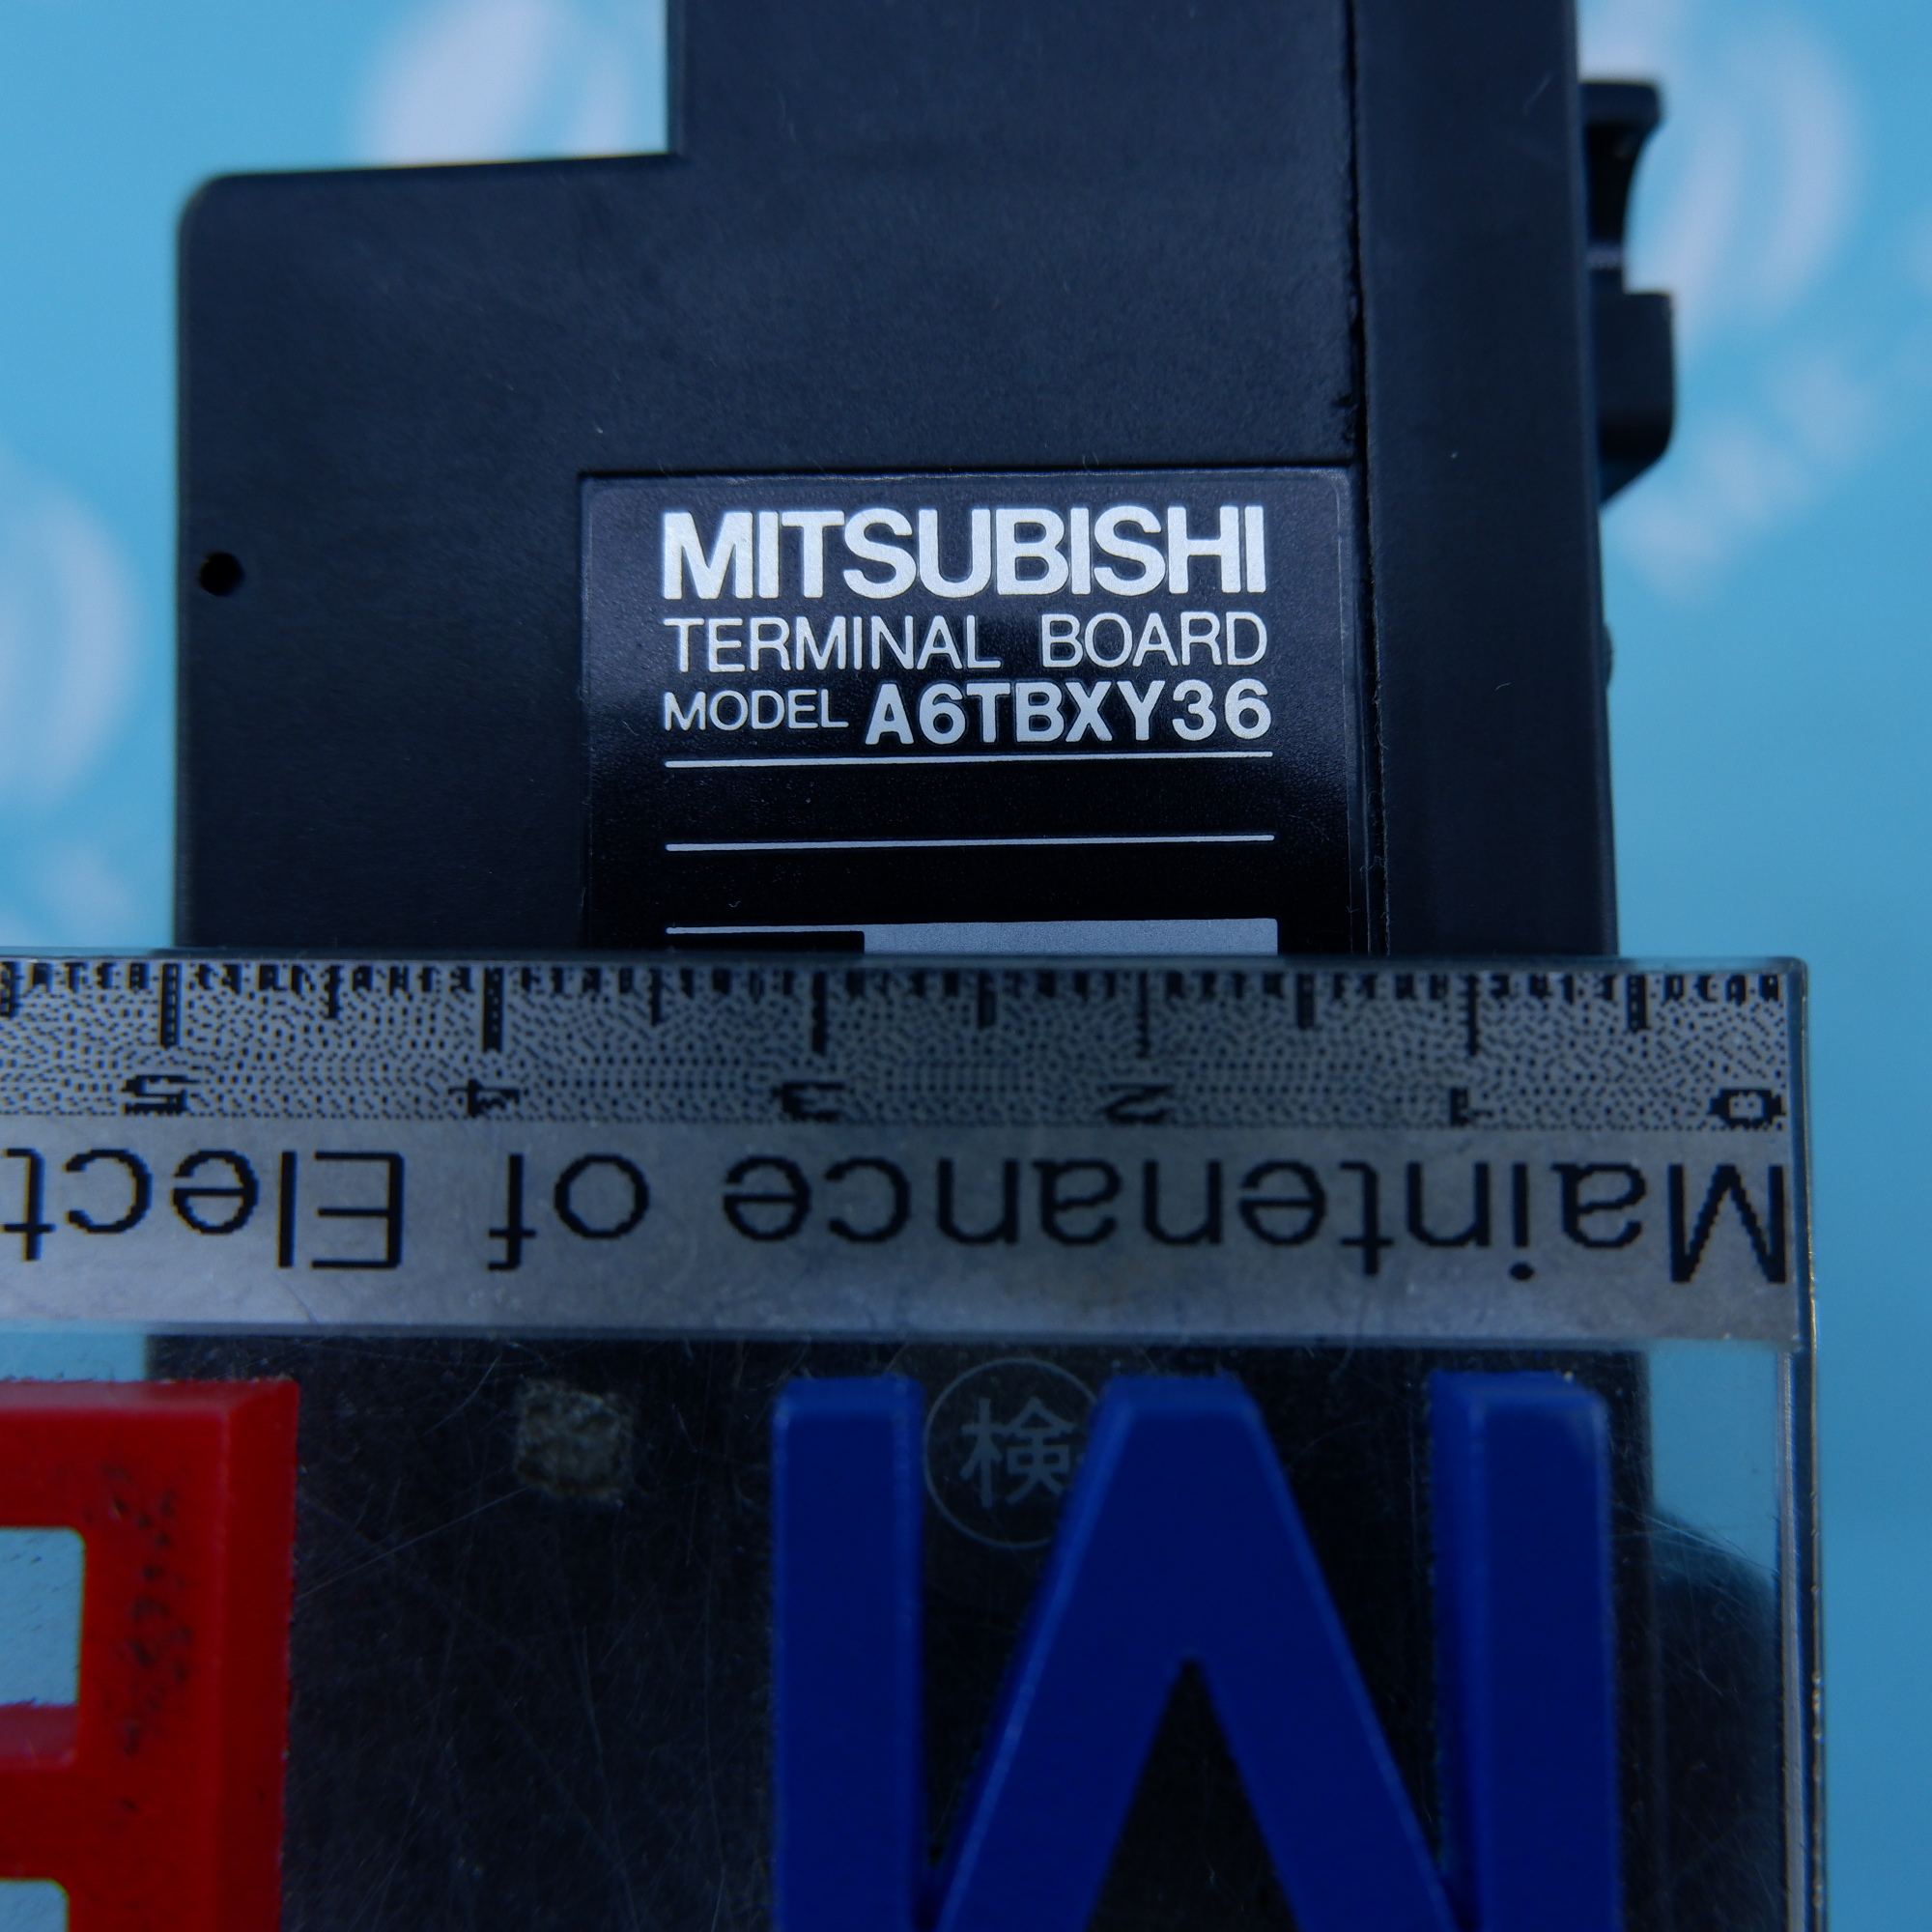 MITSUBISHI
TERMINAL BOARD
MODEL A6TBXY36
5 4 3 2 1 0
Maintenance of Elect
検
M